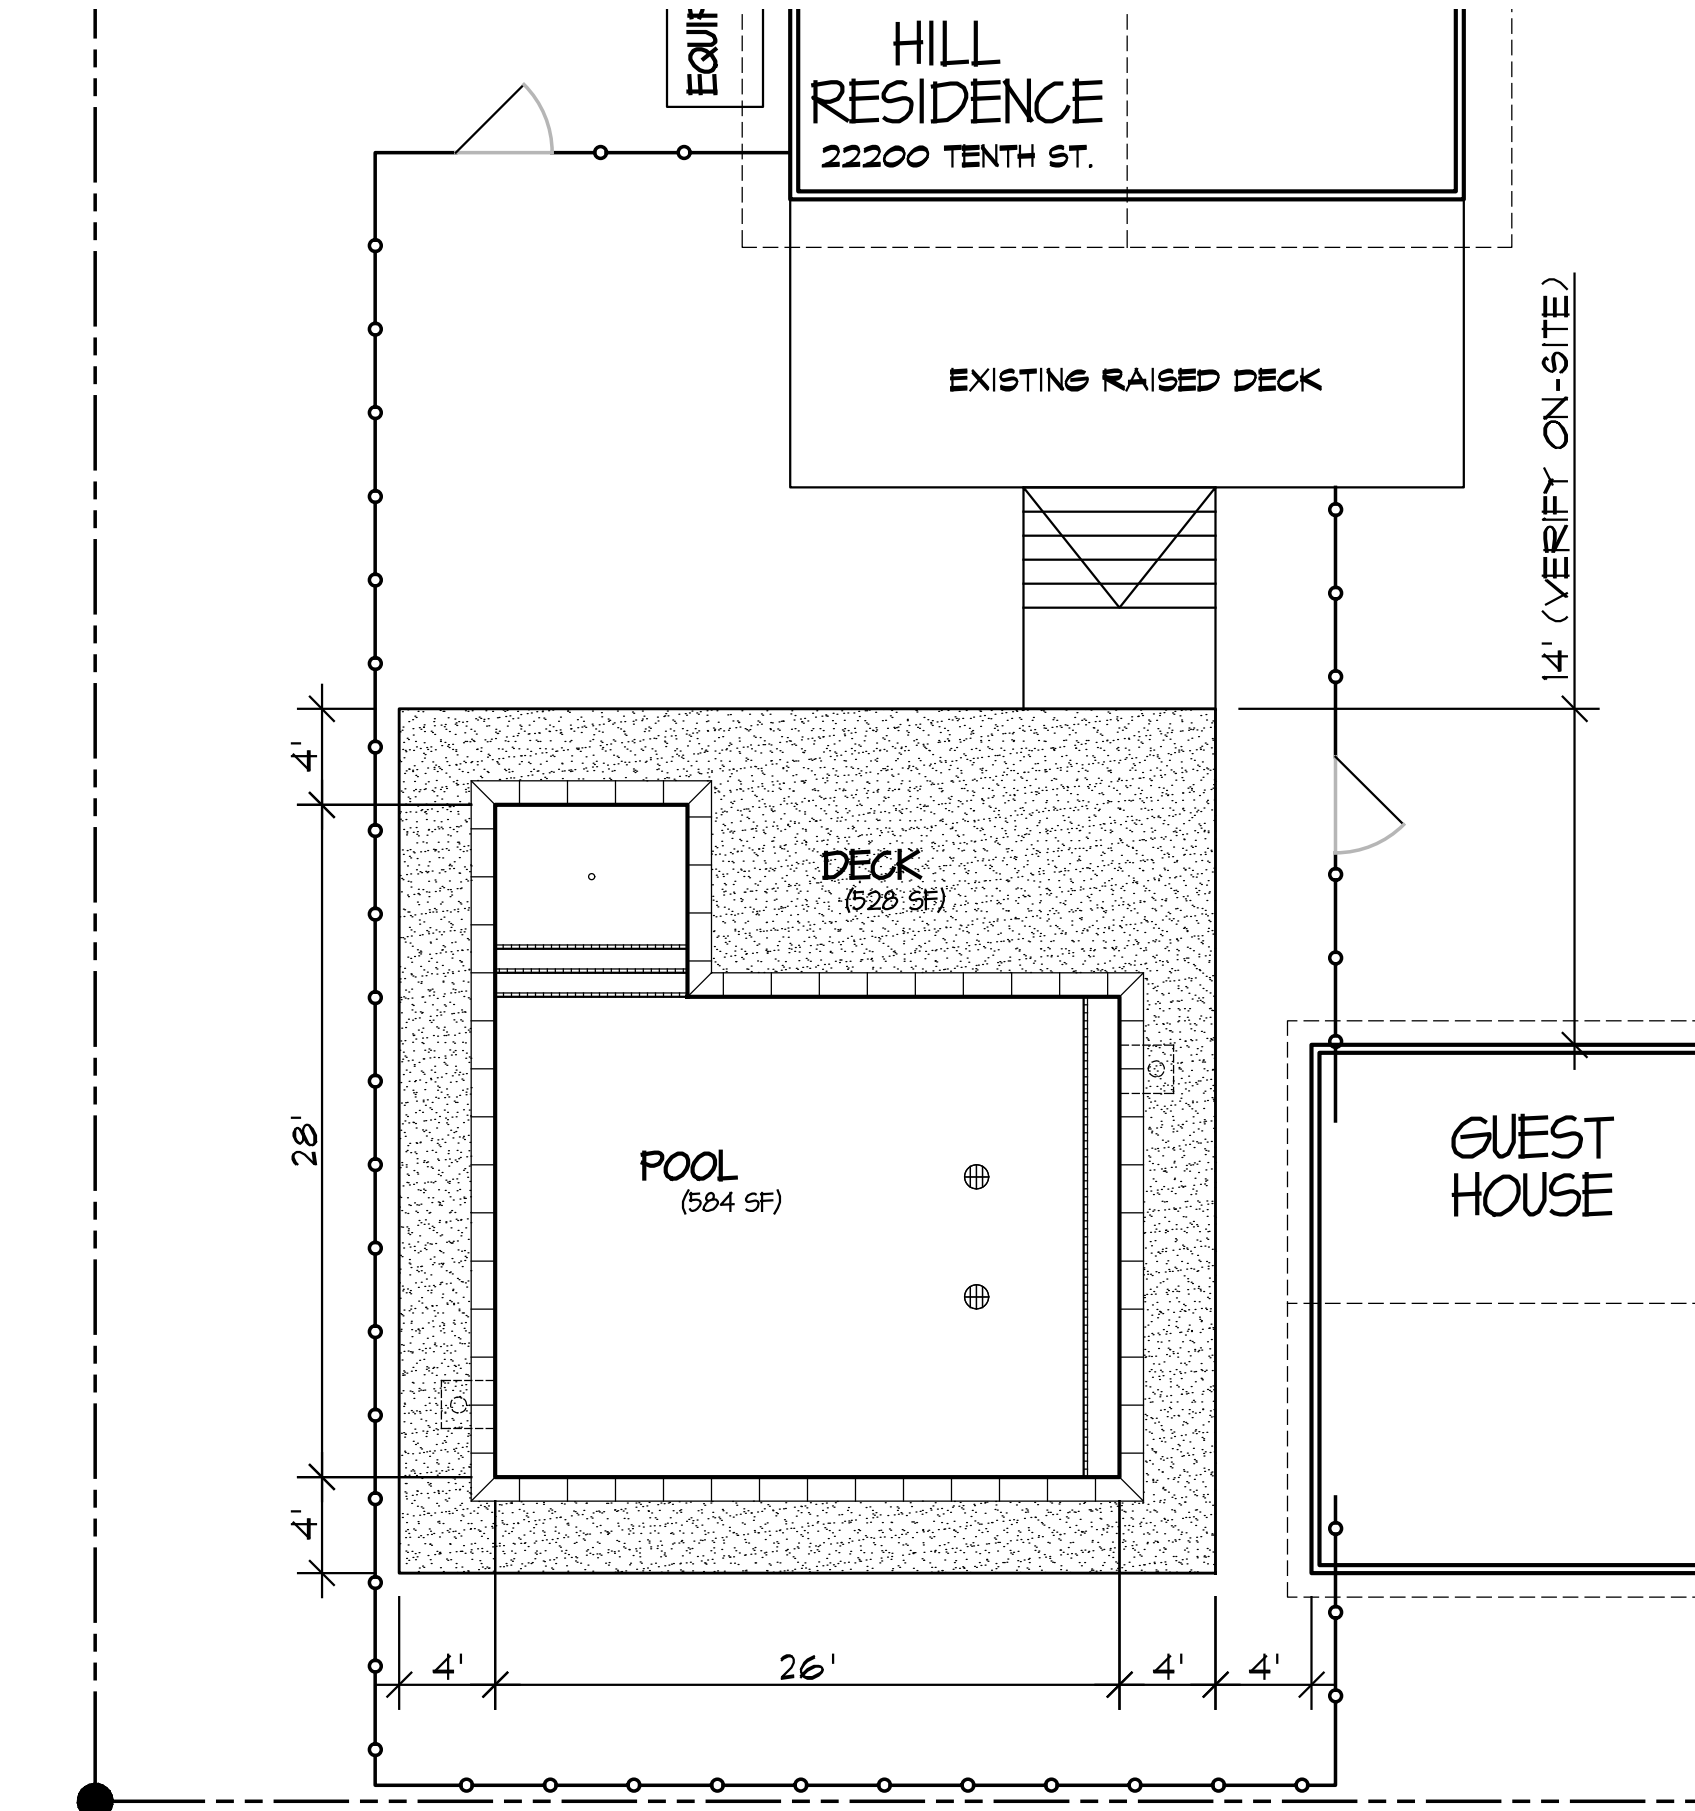 EQUIP
HILL
RESIDENCE
22200 TENTH ST.
EXISTING RAISED DECK
14' (VERIFY ON-SITE)
4'
DECK
(528 SF)
28'
POOL
(584 SF)
GUEST
HOUSE
4'
4' 26' 4' 4'